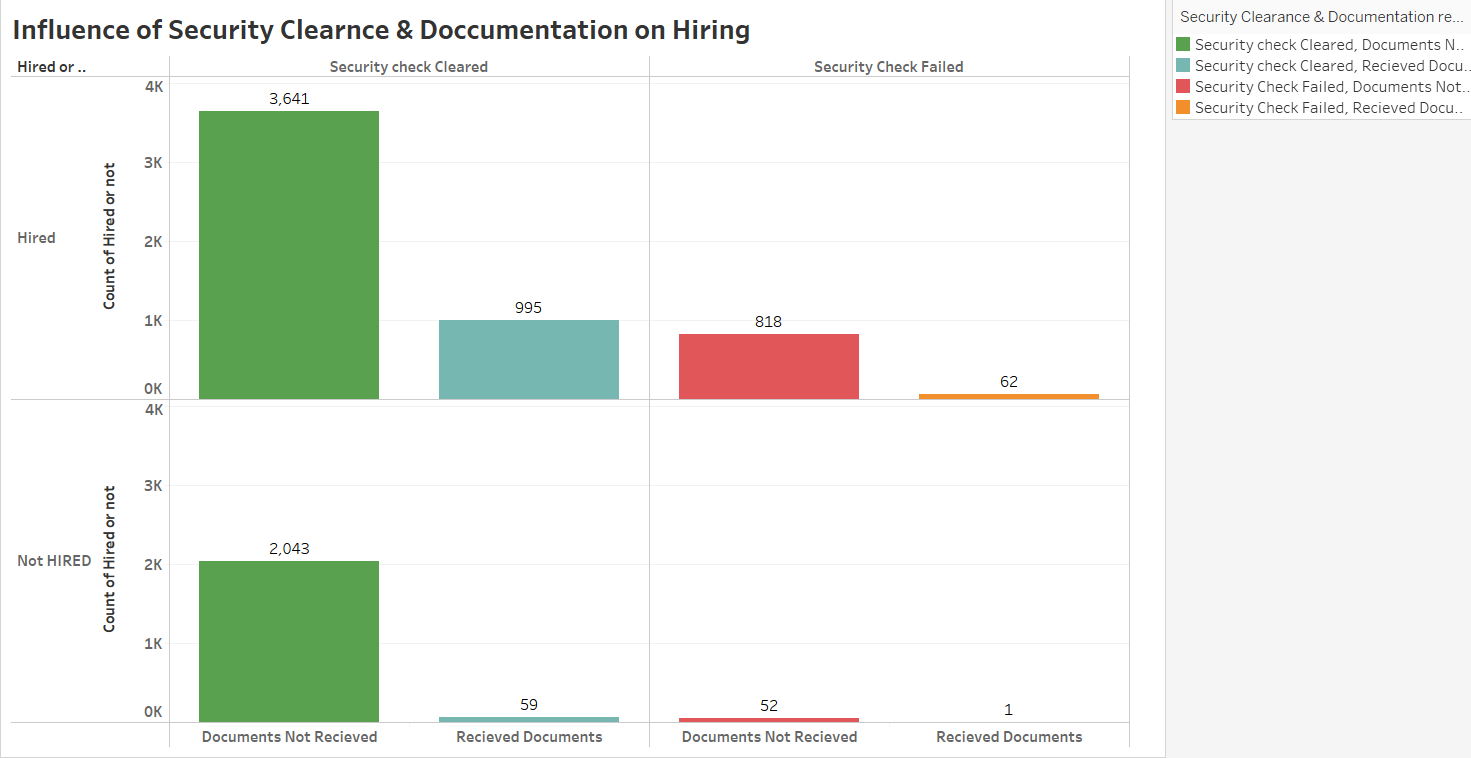 Influence of Security Clearnce & Doccumentation on Hiring
Hired or ..
Security check Cleared
Security Check Failed
Hired
Count of Hired or not
4K
3K
2K
1K
0K
3,641
995
818
62
Not HIRED
Count of Hired or not
4K
3K
2K
1K
0K
2,043
59
52
1
Documents Not Recieved
Recieved Documents
Documents Not Recieved
Recieved Documents
Security Clearance & Documentation re...
Security check Cleared, Documents N..
Security check Cleared, Recieved Docu..
Security Check Failed, Documents Not..
Security Check Failed, Recieved Docu..